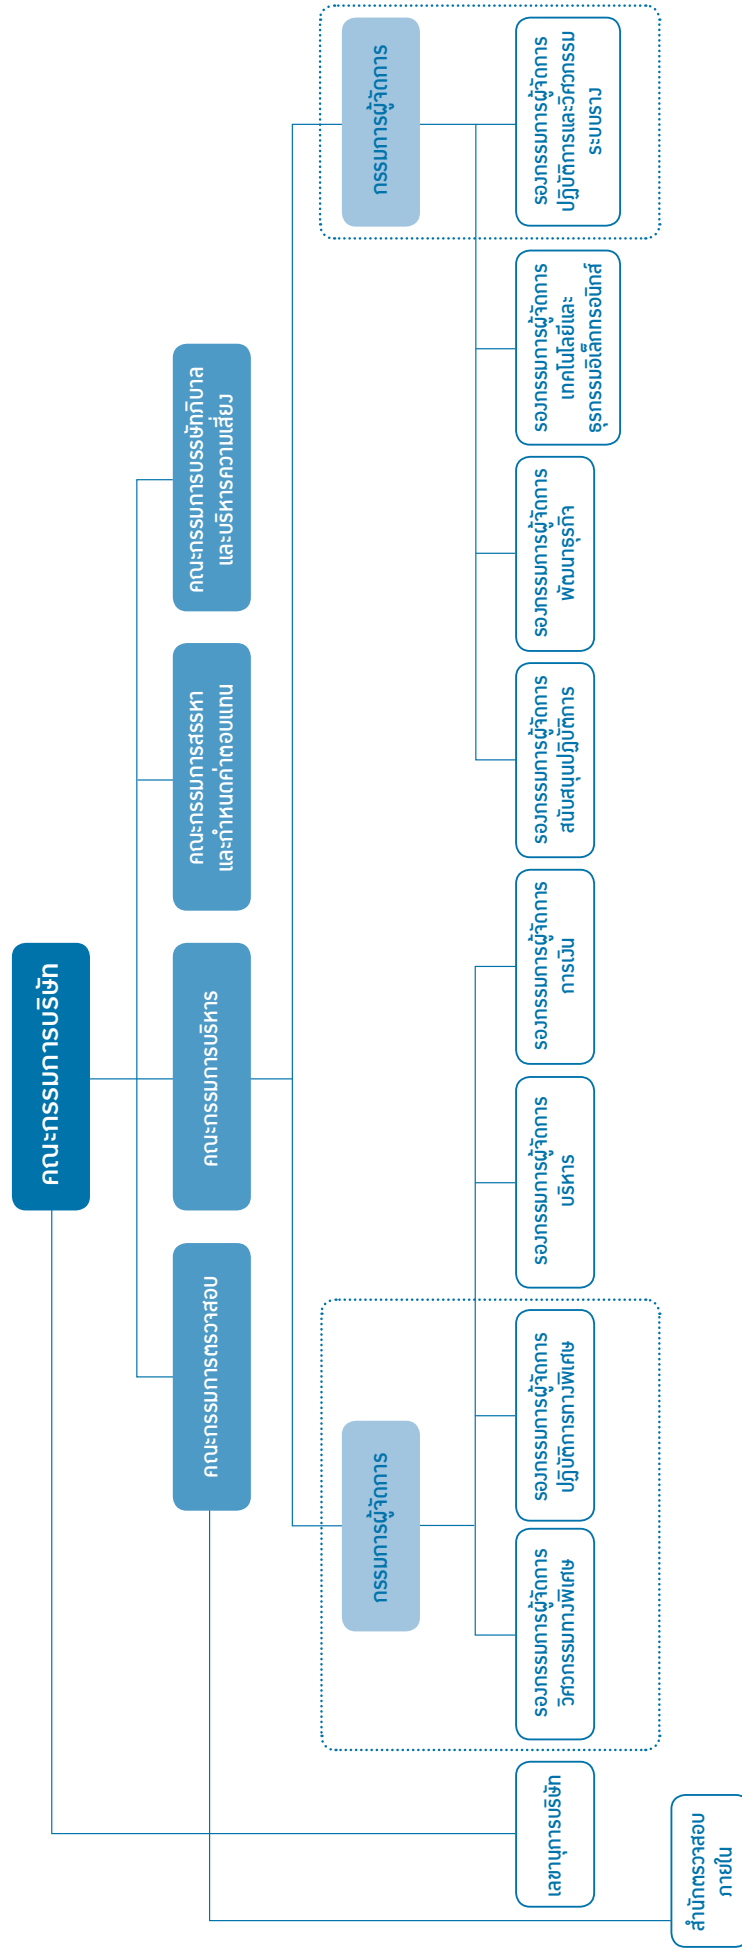 คณะกรรมการบริษัท
คณะกรรมการตรวจสอบ
คณะกรรมการบริหาร
คณะกรรมการสรรหา
และกำหนดค่าตอบแทน
คณะกรรมการบรรษัทภิบาล
และบริหารความเสี่ยง
กรรมการผู้จัดการ
กรรมการผู้จัดการ
เลขานุการบริษัท
รองกรรมการผู้จัดการ
วิศวกรรมทางพิเศษ
รองกรรมการผู้จัดการ
ปฏิบัติการทางพิเศษ
รองกรรมการผู้จัดการ
บริหาร
รองกรรมการผู้จัดการ
การเงิน
รองกรรมการผู้จัดการ
สนับสนุนปฏิบัติการ
รองกรรมการผู้จัดการ
พัฒนาธุรกิจ
รองกรรมการผู้จัดการ
เทคโนโลยีและ
ธุรกรรมอิเล็กทรอนิกส์
รองกรรมการผู้จัดการ
ปฏิบัติการและวิศวกรรม
ระบบราง
สำนักตรวจสอบ
ภายใน